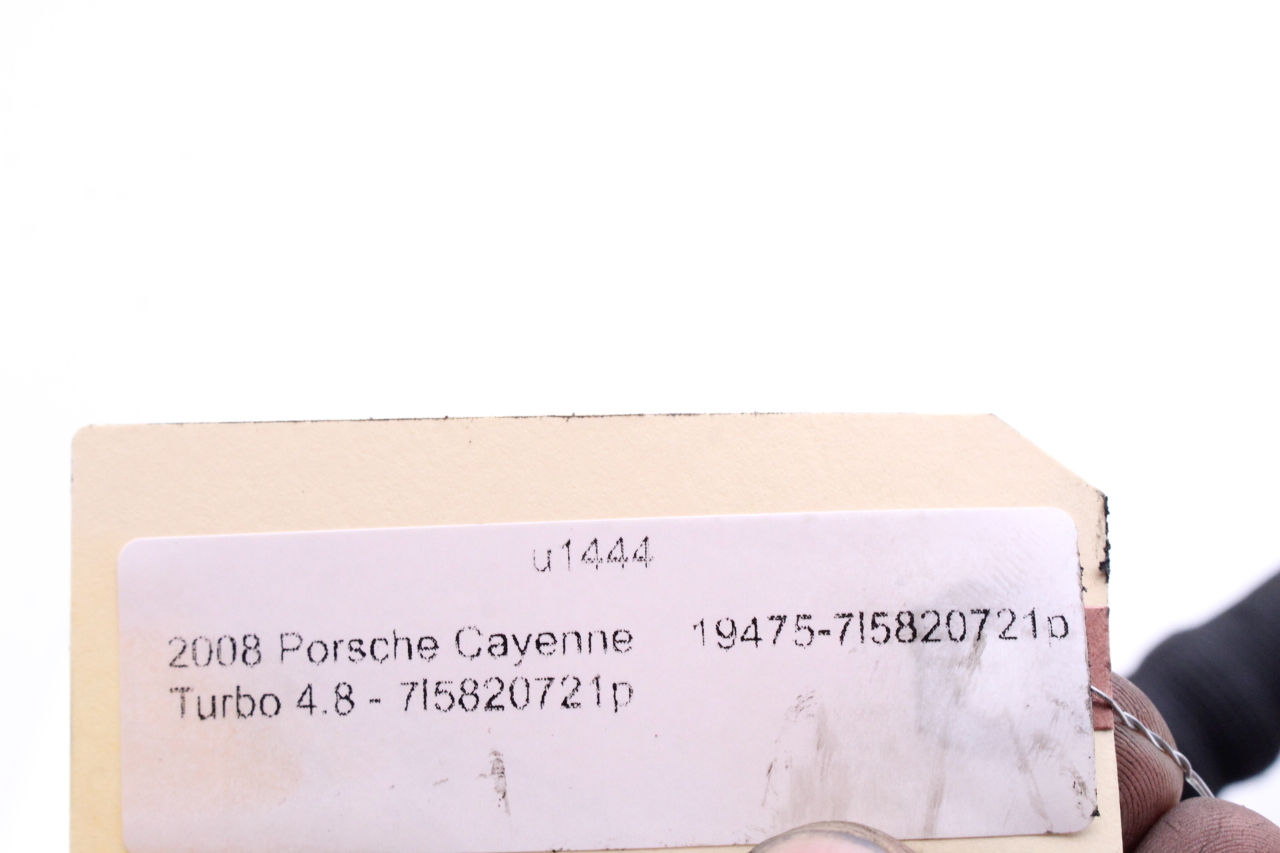 u1444
2008 Porsche Cayenne 19475-7l5820721p
Turbo 4.8 - 7l5820721p